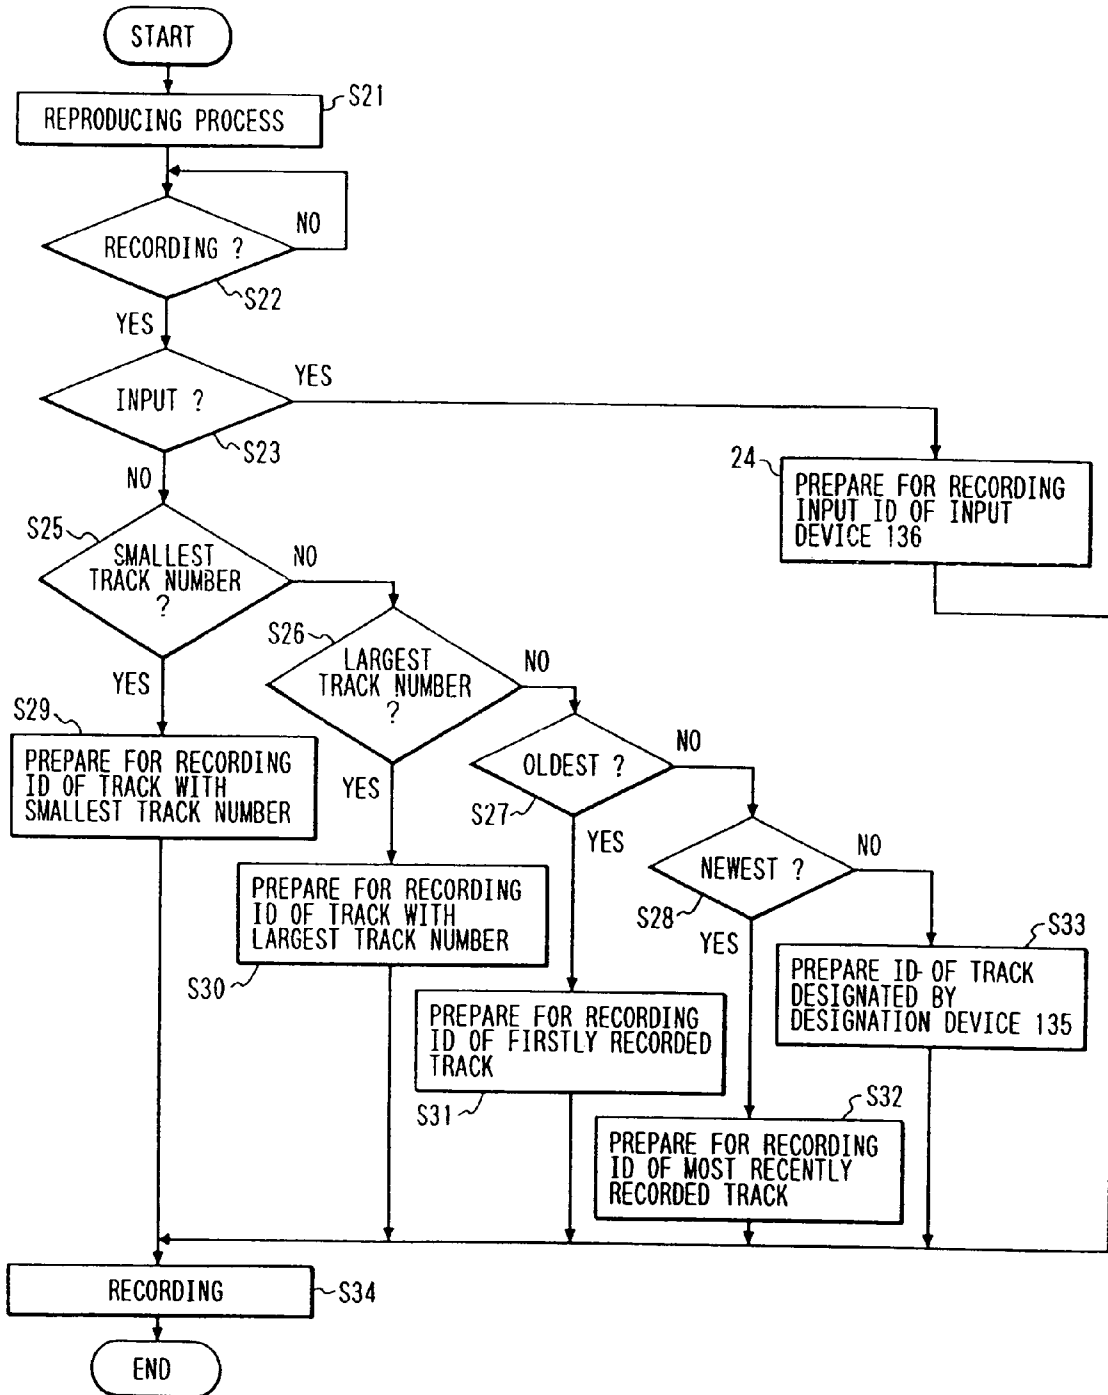 START
REPRODUCING PROCESS
S21
RECORDING ?
NO
S22
YES
INPUT ?
YES
S23
NO
24
PREPARE FOR RECORDING
INPUT ID OF INPUT
DEVICE 136
S25
SMALLEST
TRACK NUMBER
?
NO
YES
S26
LARGEST
TRACK NUMBER
?
NO
YES
S29
PREPARE FOR RECORDING
ID OF TRACK WITH
SMALLEST TRACK NUMBER
OLDEST ?
NO
S27
YES
S30
PREPARE FOR RECORDING
ID OF TRACK WITH
LARGEST TRACK NUMBER
NEWEST ?
NO
S28
YES
S33
PREPARE ID OF TRACK
DESIGNATED BY
DESIGNATION DEVICE 135
PREPARE FOR RECORDING
ID OF FIRSTLY RECORDED
TRACK
S31
S32
PREPARE FOR RECORDING
ID OF MOST RECENTLY
RECORDED TRACK
RECORDING
S34
END